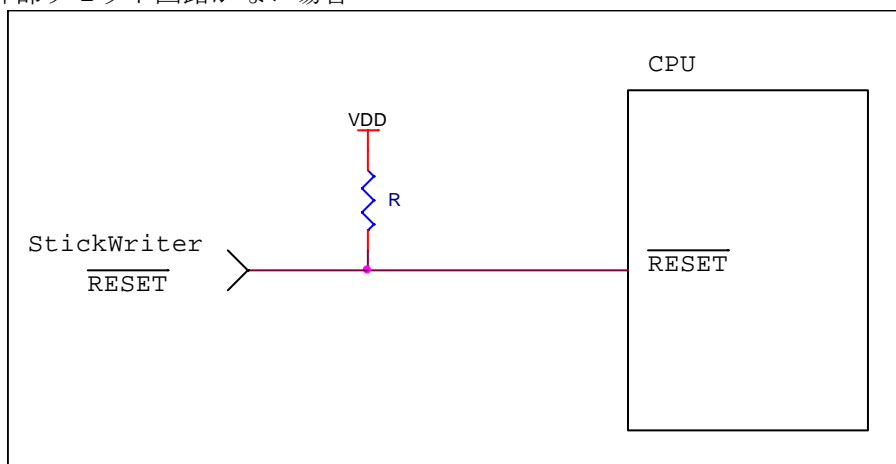 CPU
VDD
R
StickWriter
RESET
RESET